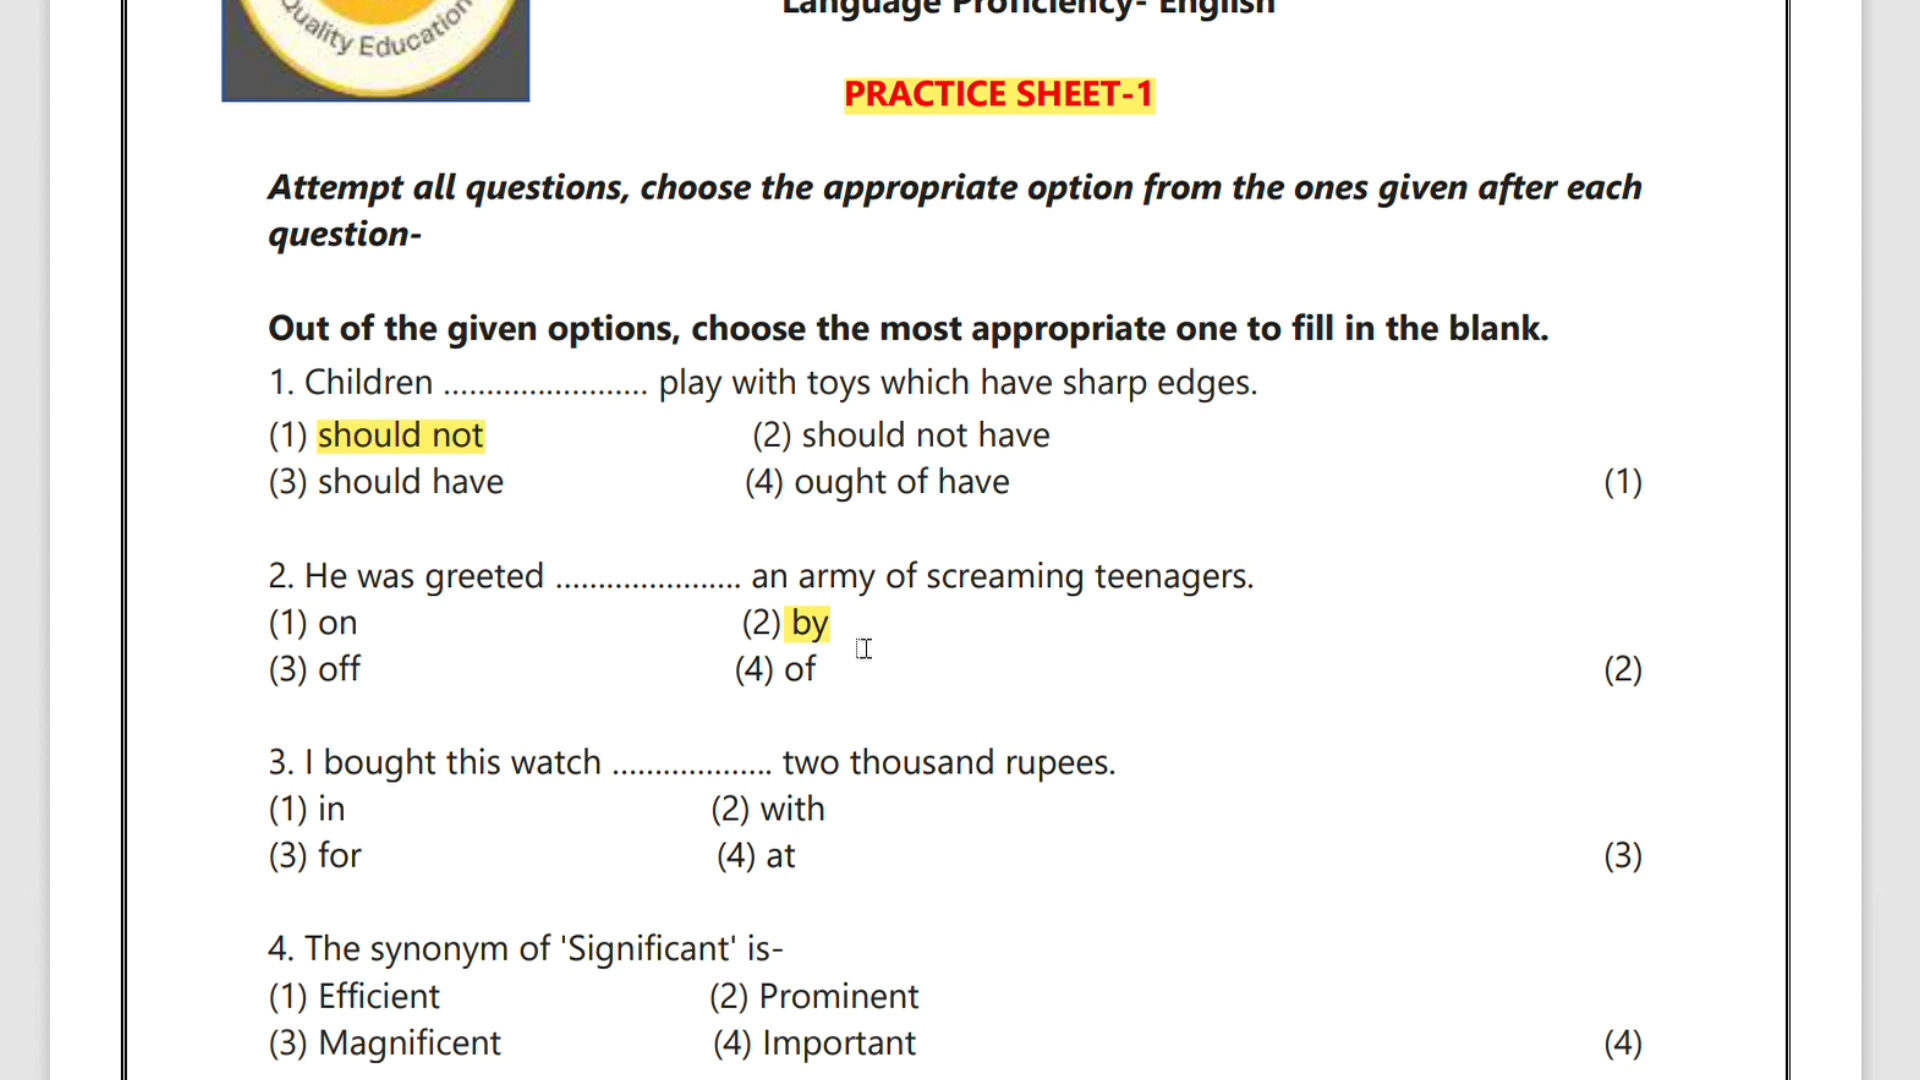 Quality Education
Language Proficiency- English
PRACTICE SHEET-1
Attempt all questions, choose the appropriate option from the ones given after each
question-
Out of the given options, choose the most appropriate one to fill in the blank.
1. Children ........................ play with toys which have sharp edges.
(1) should not (2) should not have
(3) should have (4) ought of have (1)
2. He was greeted ...................... an army of screaming teenagers.
(1) on (2) by
(3) off (4) of (2)
3. I bought this watch ................... two thousand rupees.
(1) in (2) with
(3) for (4) at (3)
4. The synonym of 'Significant' is-
(1) Efficient (2) Prominent
(3) Magnificent (4) Important (4)